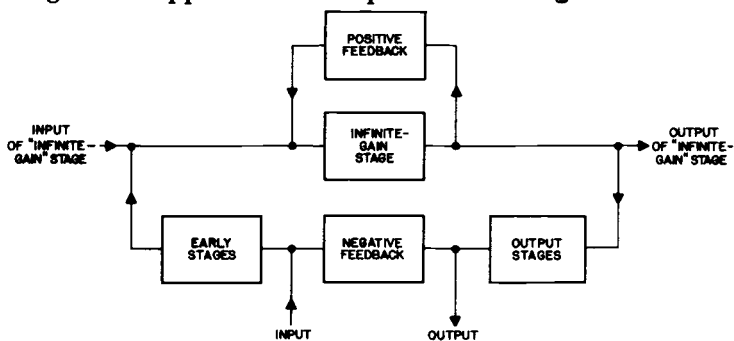 POSITIVE
FEEDBACK
INPUT
OF "INFINITE-
GAIN" STAGE
INFINITE-
GAIN
STAGE
OUTPUT
OF "INFINITE-
GAIN" STAGE
EARLY
STAGES
NEGATIVE
FEEDBACK
OUTPUT
STAGES
INPUT
OUTPUT